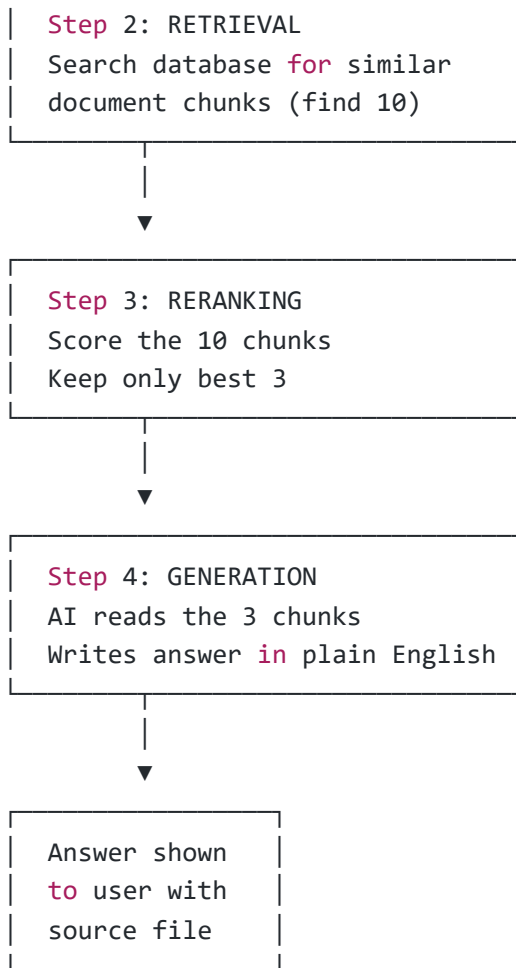 Step 2: RETRIEVAL
Search database for similar
document chunks (find 10)
Step 3: RERANKING
Score the 10 chunks
Keep only best 3
Step 4: GENERATION
AI reads the 3 chunks
Writes answer in plain English
Answer shown
to user with
source file